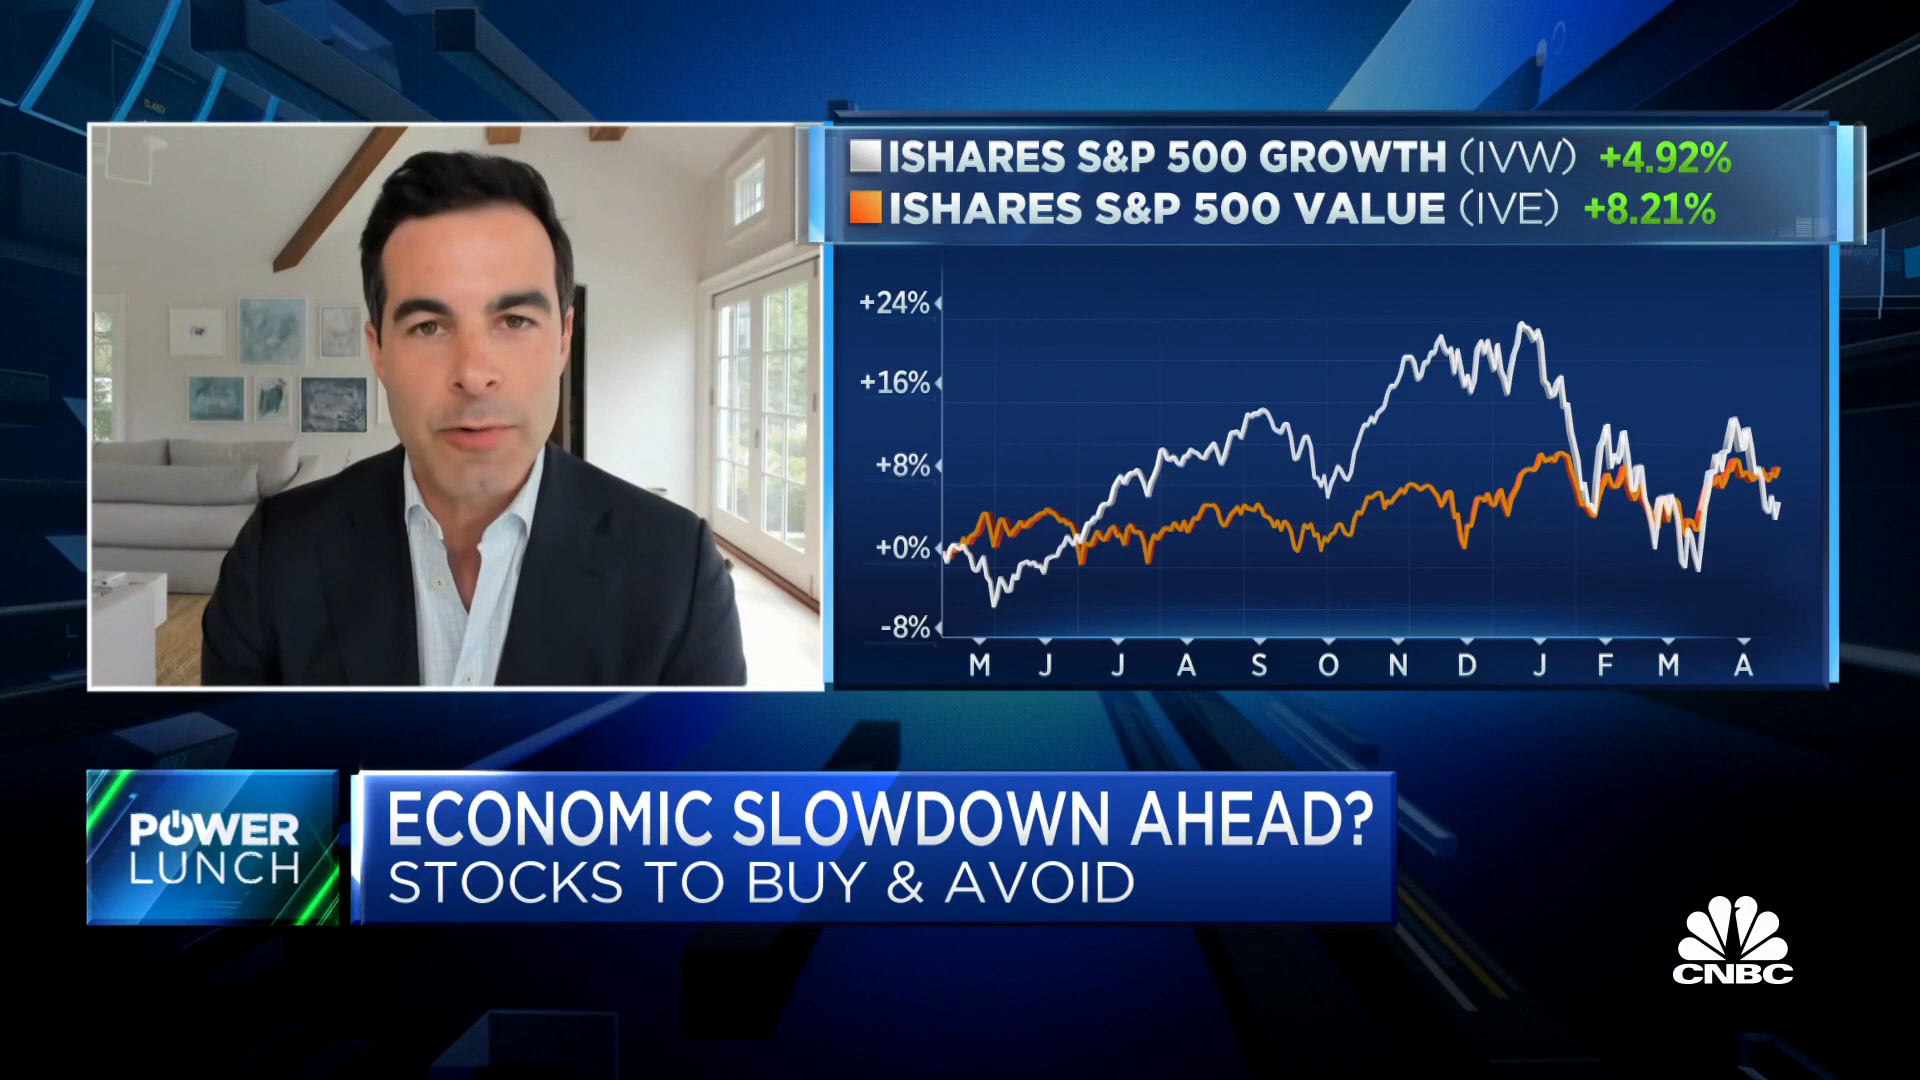 ISHARES S&P 500 GROWTH (IVW) +4.92%
ISHARES S&P 500 VALUE (IVE) +8.21%
+24%
+16%
+8%
+0%
-8%
M J J A S O N D J F M A
POWER
LUNCH
ECONOMIC SLOWDOWN AHEAD?
STOCKS TO BUY & AVOID
CNBC